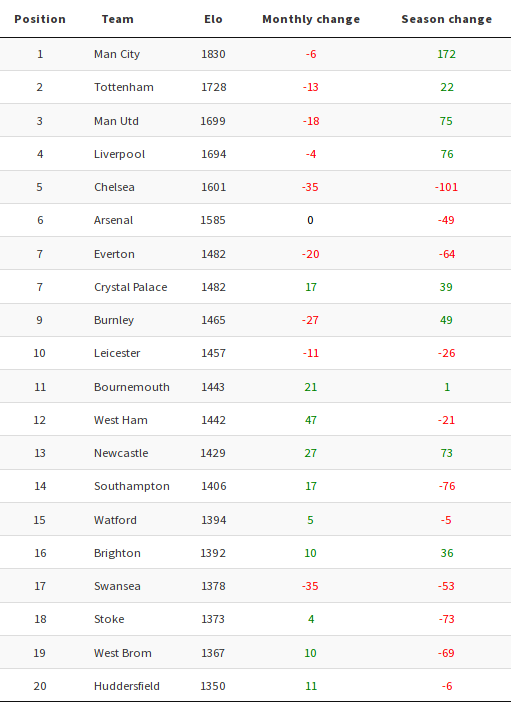 Position Team Elo Monthly change Season change
1 Man City 1830 -6 172
2 Tottenham 1728 -13 22
3 Man Utd 1699 -18 75
4 Liverpool 1694 -4 76
5 Chelsea 1601 -35 -101
6 Arsenal 1585 0 -49
7 Everton 1482 -20 -64
7 Crystal Palace 1482 17 39
9 Burnley 1465 -27 49
10 Leicester 1457 -11 -26
11 Bournemouth 1443 21 1
12 West Ham 1442 47 -21
13 Newcastle 1429 27 73
14 Southampton 1406 17 -76
15 Watford 1394 5 -5
16 Brighton 1392 10 36
17 Swansea 1378 -35 -53
18 Stoke 1373 4 -73
19 West Brom 1367 10 -69
20 Huddersfield 1350 11 -6